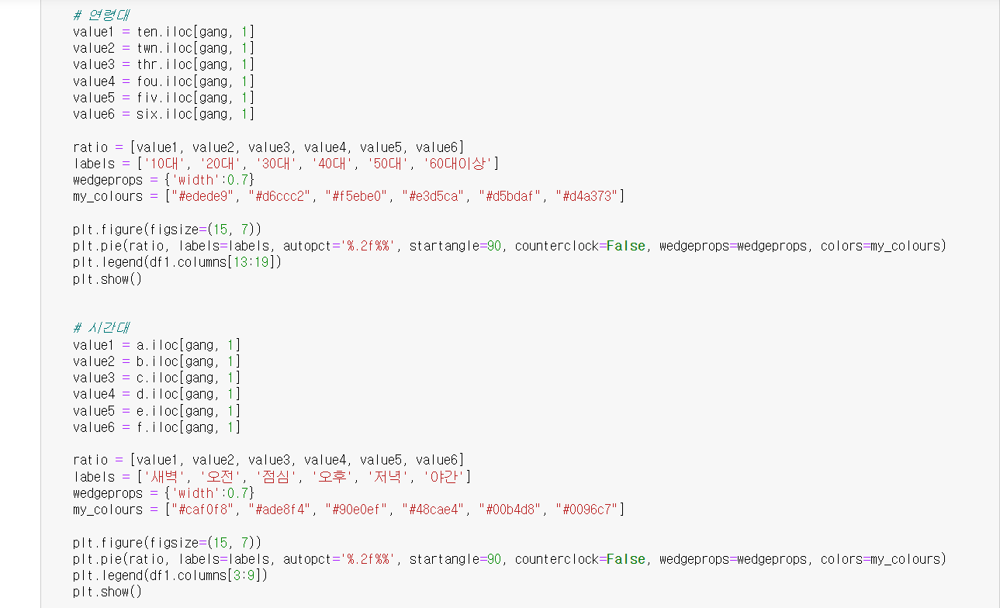 # 연령대
value1 = ten.iloc[gang, 1]
value2 = twn.iloc[gang, 1]
value3 = thr.iloc[gang, 1]
value4 = fou.iloc[gang, 1]
value5 = fiv.iloc[gang, 1]
value6 = six.iloc[gang, 1]
ratio = [value1, value2, value3, value4, value5, value6]
labels = ['10대', '20대', '30대', '40대', '50대', '60대이상']
wedgeprops = {'width':0.7}
my_colours = ["#edede9", "#d6ccc2", "#f5ebe0", "#e3d5ca", "#d5bdaf", "#d4a373"]
plt.figure(figsize=(15, 7))
plt.pie(ratio, labels=labels, autopct='%.2f%%', startangle=90, counterclock=False, wedgeprops=wedgeprops, colors=my_colours)
plt.legend(df1.columns[13:19])
plt.show()
# 시간대
value1 = a.iloc[gang, 1]
value2 = b.iloc[gang, 1]
value3 = c.iloc[gang, 1]
value4 = d.iloc[gang, 1]
value5 = e.iloc[gang, 1]
value6 = f.iloc[gang, 1]
ratio = [value1, value2, value3, value4, value5, value6]
labels = ['새벽', '오전', '점심', '오후', '저녁', '야간']
wedgeprops = {'width':0.7}
my_colours = ["#caf0f8", "#ade8f4", "#90e0ef", "#48cae4", "#00b4d8", "#0096c7"]
plt.figure(figsize=(15, 7))
plt.pie(ratio, labels=labels, autopct='%.2f%%', startangle=90, counterclock=False, wedgeprops=wedgeprops, colors=my_colours)
plt.legend(df1.columns[3:9])
plt.show()